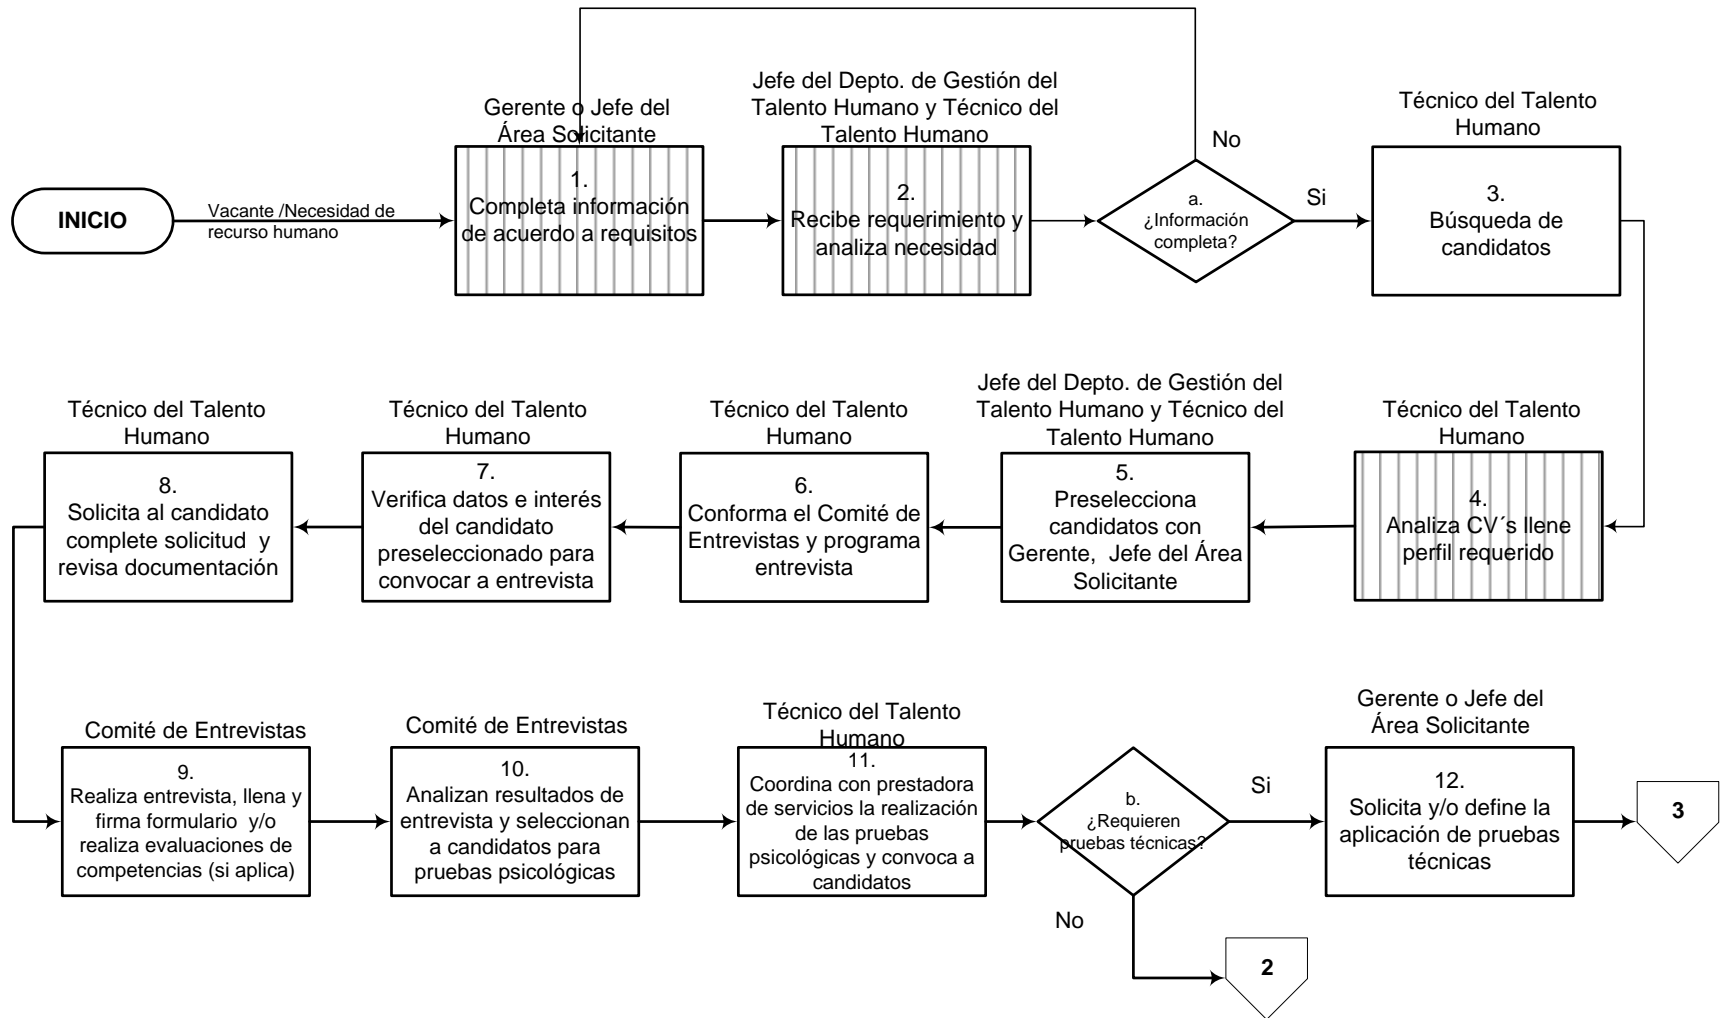 Gerente o Jefe del
Área Solicitante
Jefe del Depto. de Gestión del
Talento Humano y Técnico del
Talento Humano
No
Técnico del Talento
Humano
INICIO
Vacante /Necesidad de
recurso humano
1.
Completa información
de acuerdo a requisitos
2.
Recibe requerimiento y
analiza necesidad
a.
¿Información
completa?
Si
3.
Búsqueda de
candidatos
Técnico del Talento
Humano
8.
Solicita al candidato
complete solicitud y
revisa documentación
Técnico del Talento
Humano
7.
Verifica datos e interés
del candidato
preseleccionado para
convocar a entrevista
Técnico del Talento
Humano
6.
Conforma el Comité de
Entrevistas y programa
entrevista
Jefe del Depto. de Gestión del
Talento Humano y Técnico del
Talento Humano
5.
Preselecciona
candidatos con
Gerente, Jefe del Área
Solicitante
Técnico del Talento
Humano
4.
Analiza CV´s llene
perfil requerido
Comité de Entrevistas
9.
Realiza entrevista, llena y
firma formulario y/o
realiza evaluaciones de
competencias (si aplica)
Comité de Entrevistas
10.
Analizan resultados de
entrevista y seleccionan
a candidatos para
pruebas psicológicas
Técnico del Talento
Humano
11.
Coordina con prestadora
de servicios la realización
de las pruebas
psicológicas y convoca a
candidatos
b.
¿Requieren
pruebas técnicas?
Si
No
Gerente o Jefe del
Área Solicitante
12.
Solicita y/o define la
aplicación de pruebas
técnicas
3
2